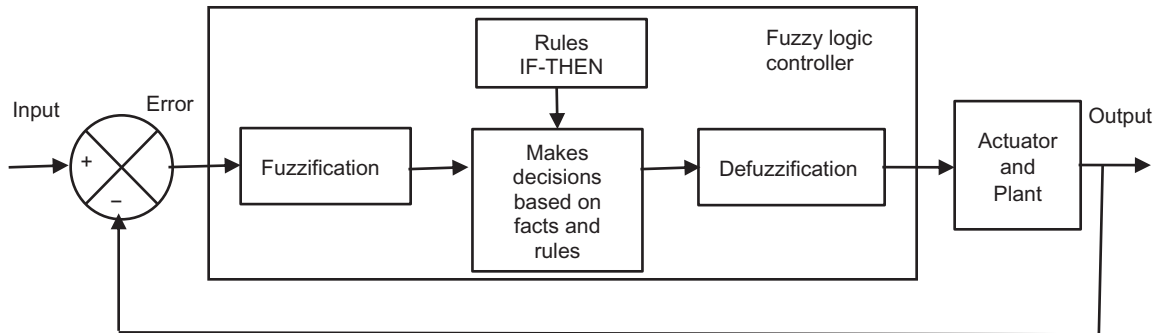 Rules
IF-THEN
Fuzzy logic
controller
Input
Error
Output
+
−
Fuzzification
Makes
decisions
based on
facts and
rules
Defuzzification
Actuator
and
Plant